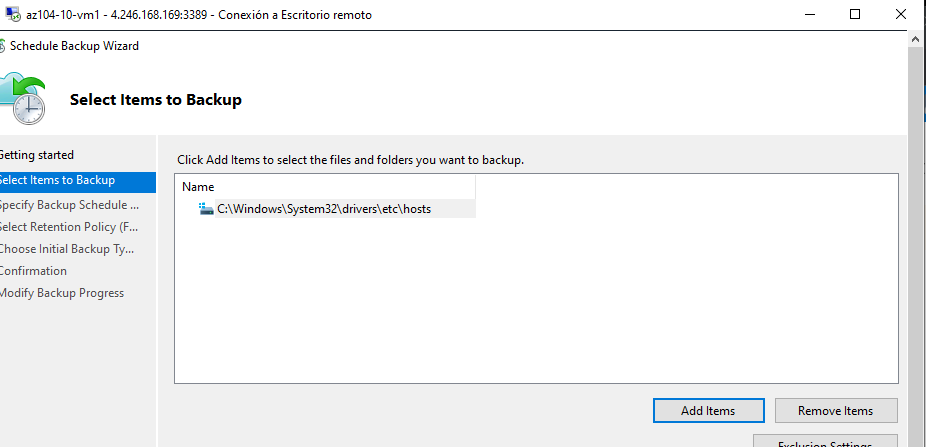 az104-10-vm1 - 4.246.168.169:3389 - Conexión a Escritorio remoto
Schedule Backup Wizard
Select Items to Backup
Getting started
Select Items to Backup
Specify Backup Schedule ...
Select Retention Policy (F...
Choose Initial Backup Ty...
Confirmation
Modify Backup Progress
Click Add Items to select the files and folders you want to backup.
Name
C:\Windows\System32\drivers\etc\hosts
Add Items
Remove Items
Exclusion Settings